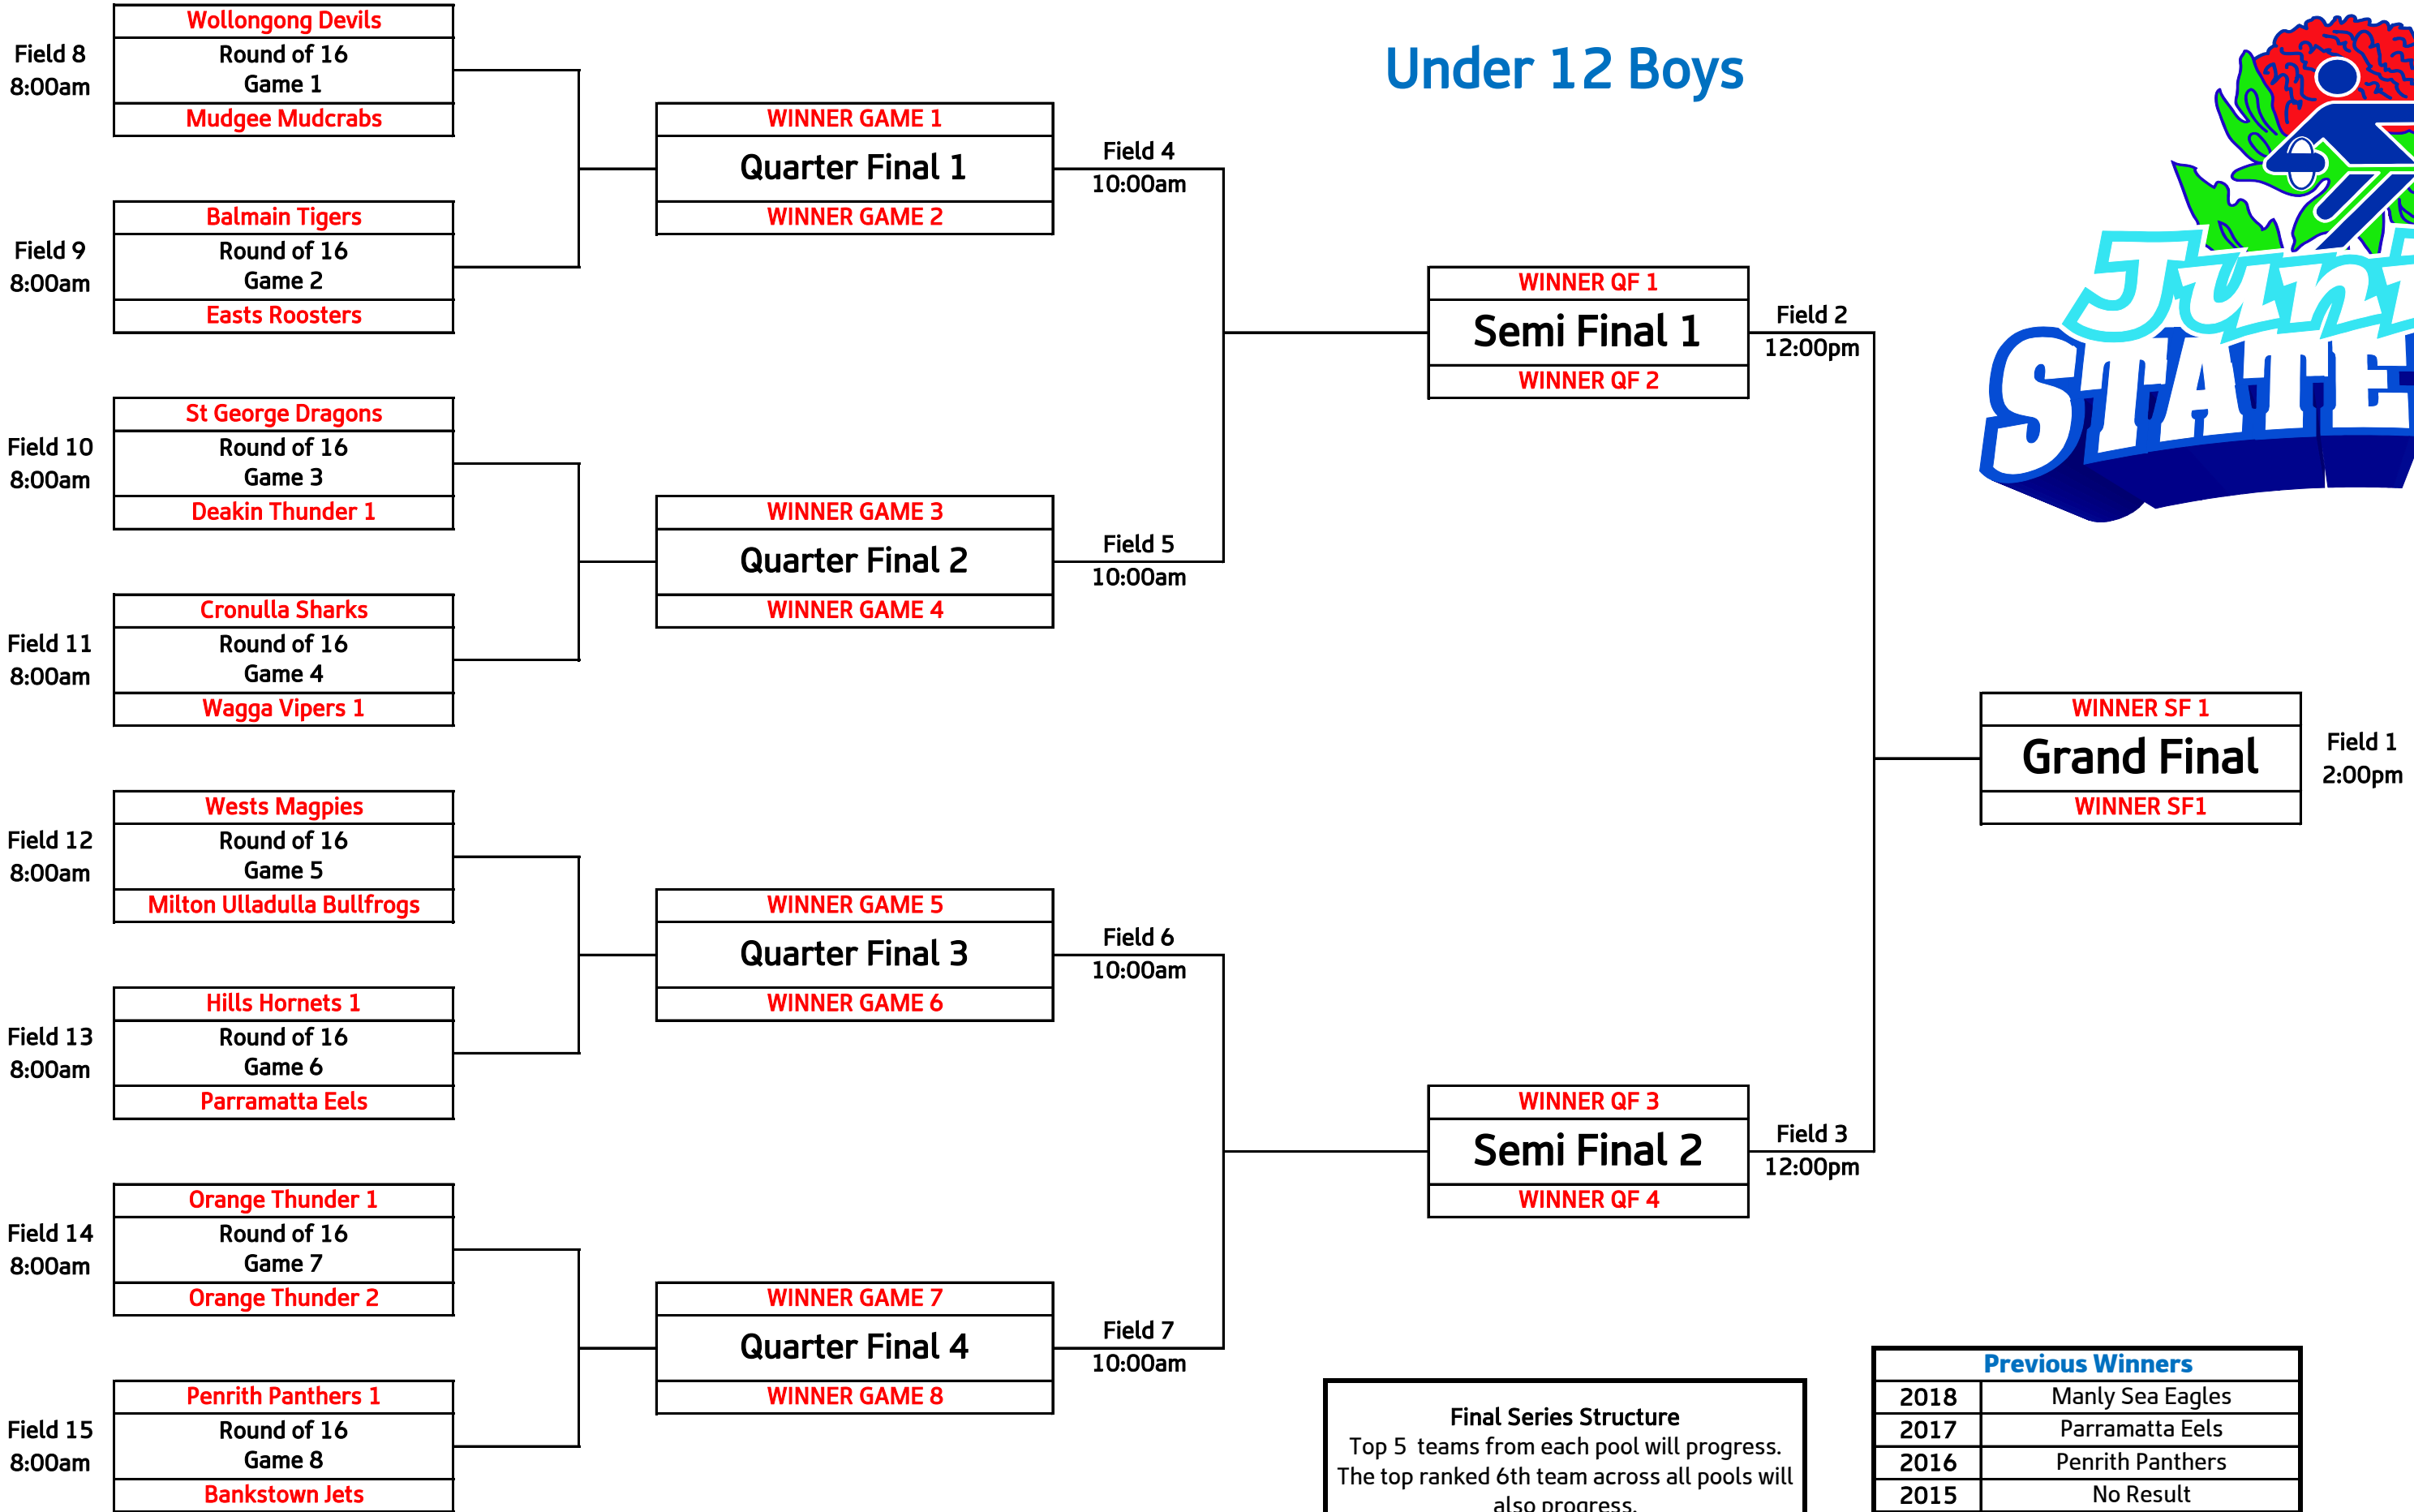 Under 12 Boys
Field 8
8:00am
Wollongong Devils
Round of 16
Game 1
Mudgee Mudcrabs
Field 9
8:00am
Balmain Tigers
Round of 16
Game 2
Easts Roosters
Field 10
8:00am
St George Dragons
Round of 16
Game 3
Deakin Thunder 1
Field 11
8:00am
Cronulla Sharks
Round of 16
Game 4
Wagga Vipers 1
Field 12
8:00am
Wests Magpies
Round of 16
Game 5
Milton Ulladulla Bullfrogs
Field 13
8:00am
Hills Hornets 1
Round of 16
Game 6
Parramatta Eels
Field 14
8:00am
Orange Thunder 1
Round of 16
Game 7
Orange Thunder 2
Field 15
8:00am
Penrith Panthers 1
Round of 16
Game 8
Bankstown Jets
WINNER GAME 1
Quarter Final 1
WINNER GAME 2
Field 4
10:00am
WINNER GAME 3
Quarter Final 2
WINNER GAME 4
Field 5
10:00am
WINNER GAME 5
Quarter Final 3
WINNER GAME 6
Field 6
10:00am
WINNER GAME 7
Quarter Final 4
WINNER GAME 8
Field 7
10:00am
WINNER QF 1
Semi Final 1
WINNER QF 2
Field 2
12:00pm
WINNER QF 3
Semi Final 2
WINNER QF 4
Field 3
12:00pm
WINNER SF 1
Grand Final
WINNER SF1
Field 1
2:00pm
STATE
Final Series Structure
Top 5 teams from each pool will progress.
The top ranked 6th team across all pools will
also progress.
Previous Winners
2018 Manly Sea Eagles
2017 Parramatta Eels
2016 Penrith Panthers
2015 No Result